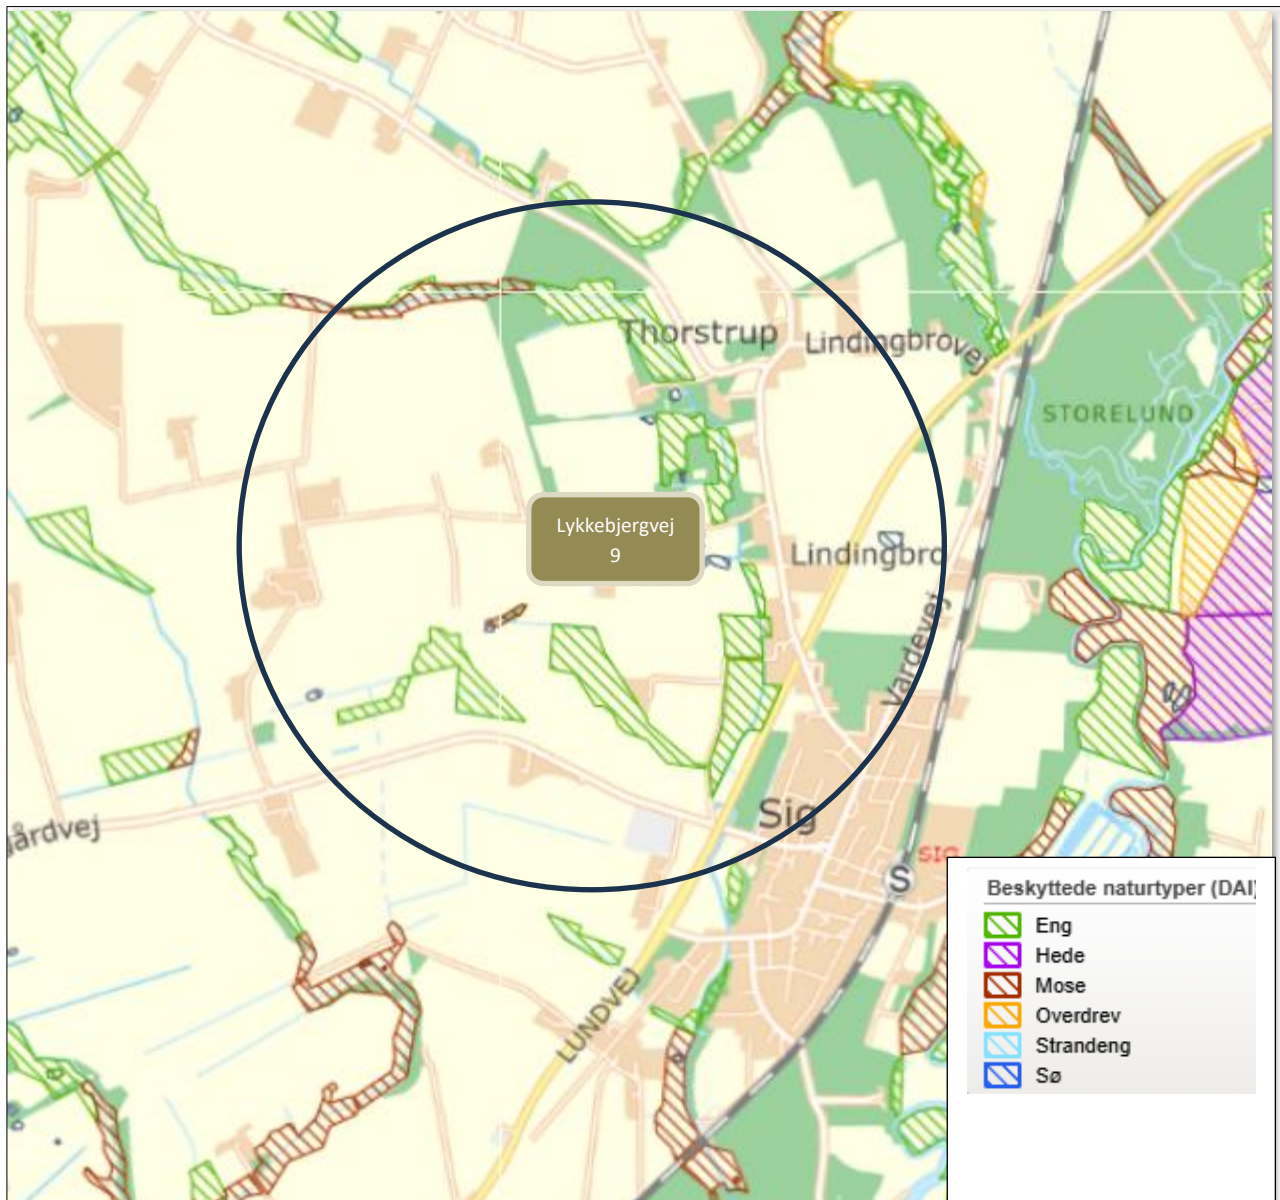 Thorstrup
Lindingbrovej
STORELUND
Lykkebjergvej
9
Lindingbro
Vardevej
Sig
SIG
S
årdvej
LUNDVEJ
Beskyttede naturtyper (DAI)
Eng
Hede
Mose
Overdrev
Strandeng
Sø